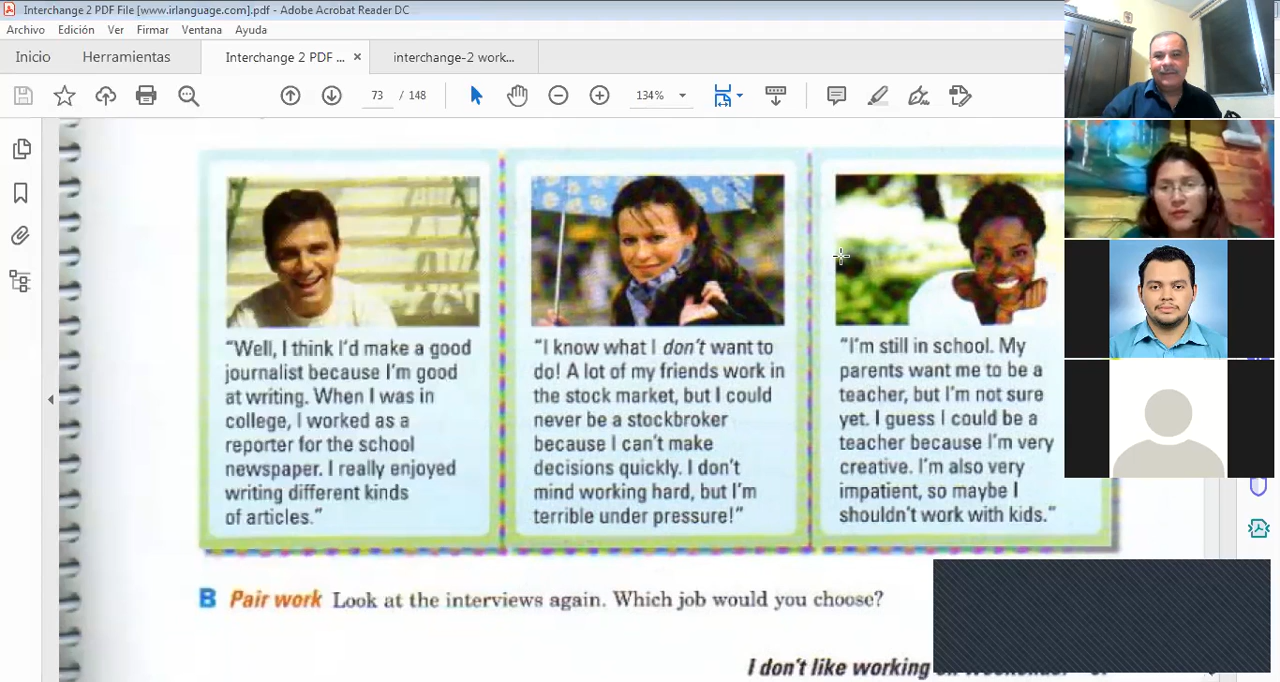 Interchange 2 PDF File [www.irlanguage.com].pdf - Adobe Acrobat Reader DC
Archivo Edición Ver Firmar Ventana Ayuda
Inicio Herramientas Interchange 2 PDF ... × interchange-2 work...
73 / 148 134%
"Well, I think I'd make a good
journalist because I'm good
at writing. When I was in
college, I worked as a
reporter for the school
newspaper. I really enjoyed
writing different kinds
of articles."
"I know what I don't want to
do! A lot of my friends work in
the stock market, but I could
never be a stockbroker
because I can't make
decisions quickly. I don't
mind working hard, but I'm
terrible under pressure!"
"I'm still in school. My
parents want me to be a
teacher, but I'm not sure
yet. I guess I could be a
teacher because I'm very
creative. I'm also very
impatient, so maybe I
shouldn't work with kids."
B Pair work Look at the interviews again. Which job would you choose?
I don't like working